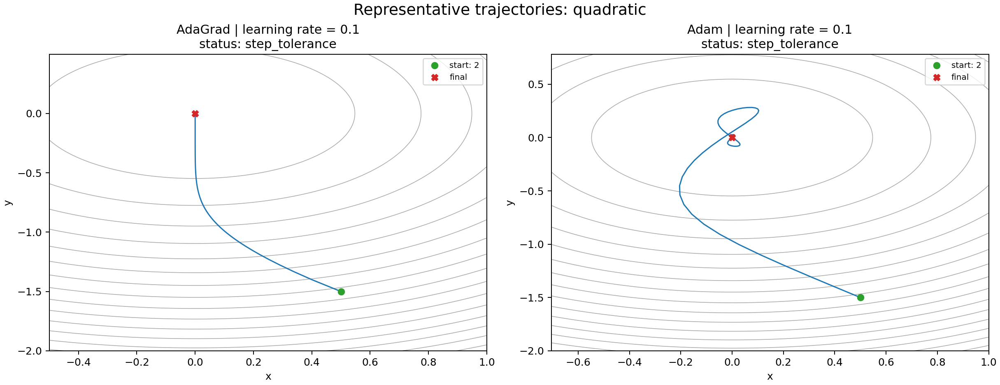 Representative trajectories: quadratic
AdaGrad | learning rate = 0.1
status: step_tolerance
start: 2
final
0.0
−0.5
−1.0
−1.5
−2.0
y
−0.4
−0.2
0.0
0.2
0.4
0.6
0.8
1.0
x
Adam | learning rate = 0.1
status: step_tolerance
start: 2
final
0.5
0.0
−0.5
−1.0
−1.5
−2.0
y
−0.6
−0.4
−0.2
0.0
0.2
0.4
0.6
0.8
1.0
x